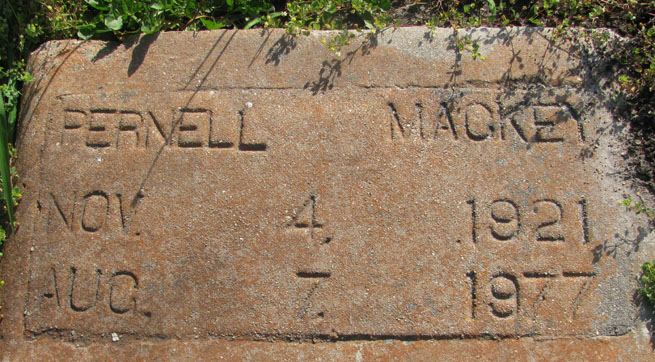 PERNELL MACKEY
NOV. 4, 1921
AUG. 7, 1977